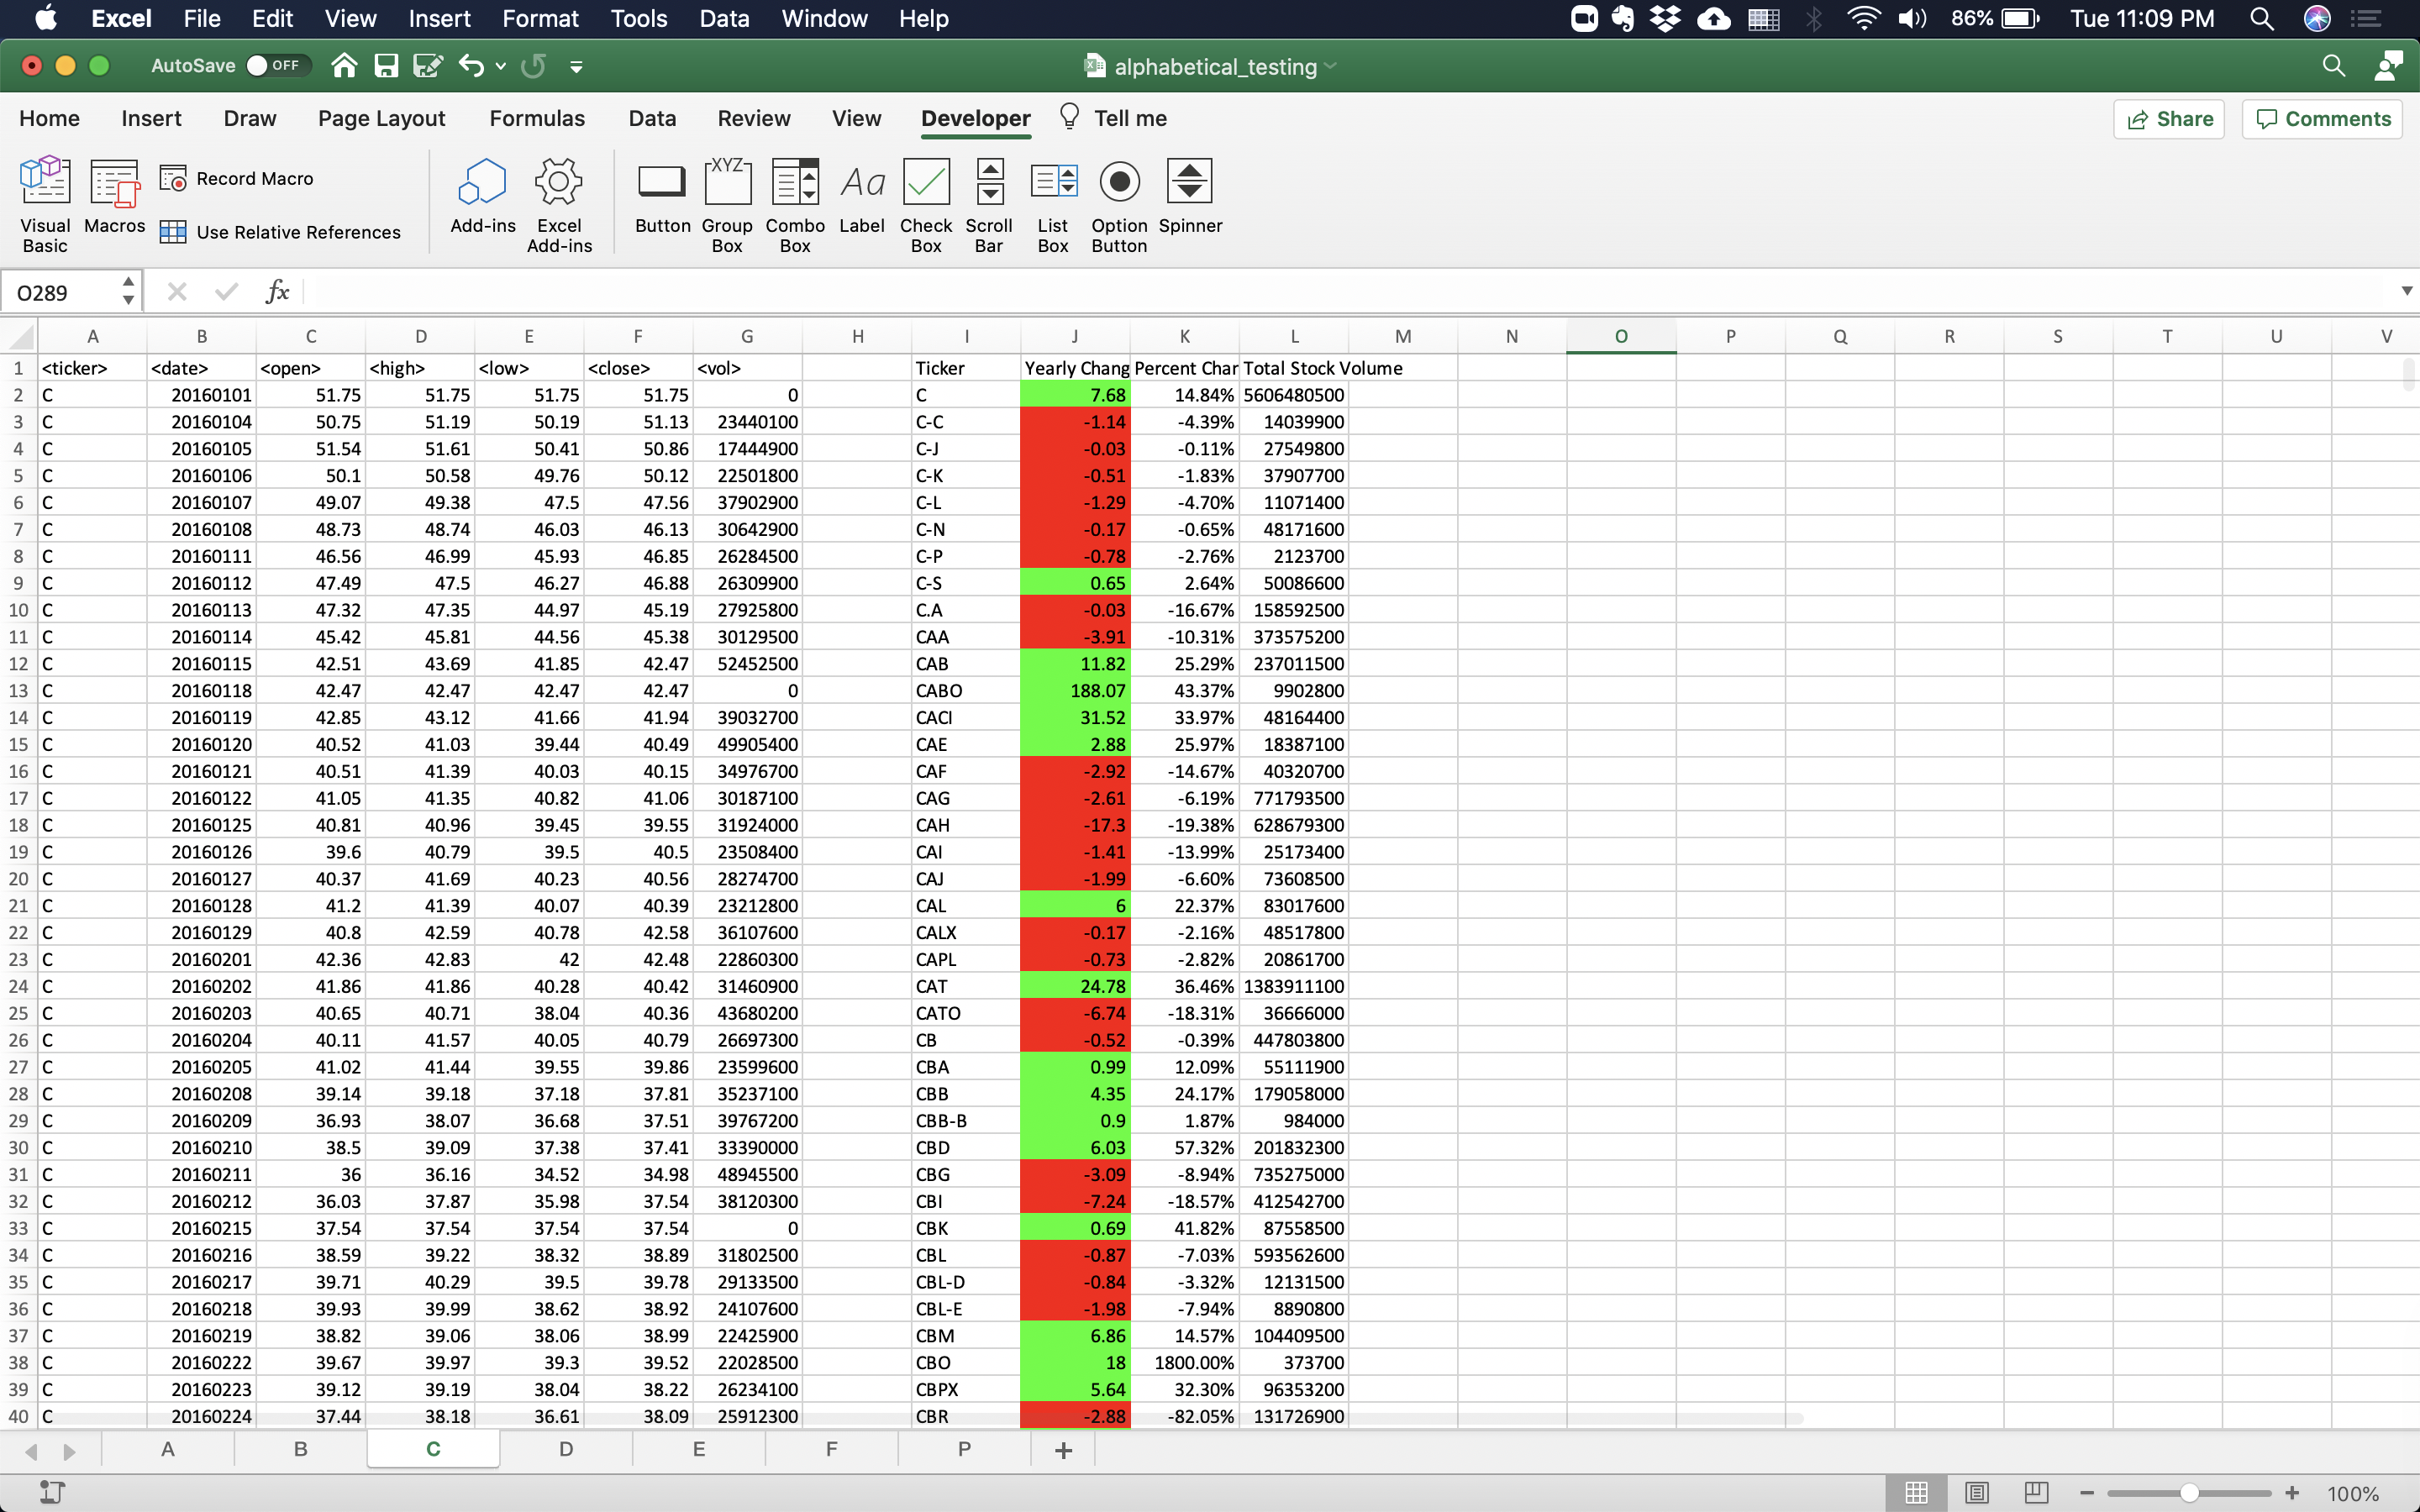 Excel File Edit View Insert Format Tools Data Window Help 86% Tue 11:09 PM
AutoSave OFF alphabetical_testing
Home Insert Draw Page Layout Formulas Data Review View Developer Tell me Share Comments
Visual Basic Macros Record Macro Use Relative References Add-ins Excel Add-ins Button XYZ Group Box Combo Box Aa Label Check Box Scroll Bar List Box Option Button Spinner
O289 fx
A B C D E F G H I J K L M N O P Q R S T U V
1 <ticker> <date> <open> <high> <low> <close> <vol> Ticker Yearly Chang Percent Char Total Stock Volume
2 C 20160101 51.75 51.75 51.75 51.75 0 C 7.68 14.84% 5606480500
3 C 20160104 50.75 51.19 50.19 51.13 23440100 C-C -1.14 -4.39% 14039900
4 C 20160105 51.54 51.61 50.41 50.86 17444900 C-J -0.03 -0.11% 27549800
5 C 20160106 50.1 50.58 49.76 50.12 22501800 C-K -0.51 -1.83% 37907700
6 C 20160107 49.07 49.38 47.5 47.56 37902900 C-L -1.29 -4.70% 11071400
7 C 20160108 48.73 48.74 46.03 46.13 30642900 C-N -0.17 -0.65% 48171600
8 C 20160111 46.56 46.99 45.93 46.85 26284500 C-P -0.78 -2.76% 2123700
9 C 20160112 47.49 47.5 46.27 46.88 26309900 C-S 0.65 2.64% 50086600
10 C 20160113 47.32 47.35 44.97 45.19 27925800 C.A -0.03 -16.67% 158592500
11 C 20160114 45.42 45.81 44.56 45.38 30129500 CAA -3.91 -10.31% 373575200
12 C 20160115 42.51 43.69 41.85 42.47 52452500 CAB 11.82 25.29% 237011500
13 C 20160118 42.47 42.47 42.47 42.47 0 CABO 188.07 43.37% 9902800
14 C 20160119 42.85 43.12 41.66 41.94 39032700 CACI 31.52 33.97% 48164400
15 C 20160120 40.52 41.03 39.44 40.49 49905400 CAE 2.88 25.97% 18387100
16 C 20160121 40.51 41.39 40.03 40.15 34976700 CAF -2.92 -14.67% 40320700
17 C 20160122 41.05 41.35 40.82 41.06 30187100 CAG -2.61 -6.19% 771793500
18 C 20160125 40.81 40.96 39.45 39.55 31924000 CAH -17.3 -19.38% 628679300
19 C 20160126 39.6 40.79 39.5 40.5 23508400 CAI -1.41 -13.99% 25173400
20 C 20160127 40.37 41.69 40.23 40.56 28274700 CAJ -1.99 -6.60% 73608500
21 C 20160128 41.2 41.39 40.07 40.39 23212800 CAL 6 22.37% 83017600
22 C 20160129 40.8 42.59 40.78 42.58 36107600 CALX -0.17 -2.16% 48517800
23 C 20160201 42.36 42.83 42 42.48 22860300 CAPL -0.73 -2.82% 20861700
24 C 20160202 41.86 41.86 40.28 40.42 31460900 CAT 24.78 36.46% 1383911100
25 C 20160203 40.65 40.71 38.04 40.36 43680200 CATO -6.74 -18.31% 36666000
26 C 20160204 40.11 41.57 40.05 40.79 26697300 CB -0.52 -0.39% 447803800
27 C 20160205 41.02 41.44 39.55 39.86 23599600 CBA 0.99 12.09% 55111900
28 C 20160208 39.14 39.18 37.18 37.81 35237100 CBB 4.35 24.17% 179058000
29 C 20160209 36.93 38.07 36.68 37.51 39767200 CBB-B 0.9 1.87% 984000
30 C 20160210 38.5 39.09 37.38 37.41 33390000 CBD 6.03 57.32% 201832300
31 C 20160211 36 36.16 34.52 34.98 48945500 CBG -3.09 -8.94% 735275000
32 C 20160212 36.03 37.87 35.98 37.54 38120300 CBI -7.24 -18.57% 412542700
33 C 20160215 37.54 37.54 37.54 37.54 0 CBK 0.69 41.82% 87558500
34 C 20160216 38.59 39.22 38.32 38.89 31802500 CBL -0.87 -7.03% 593562600
35 C 20160217 39.71 40.29 39.5 39.78 29133500 CBL-D -0.84 -3.32% 12131500
36 C 20160218 39.93 39.99 38.62 38.92 24107600 CBL-E -1.98 -7.94% 8890800
37 C 20160219 38.82 39.06 38.06 38.99 22425900 CBM 6.86 14.57% 104409500
38 C 20160222 39.67 39.97 39.3 39.52 22028500 CBO 18 1800.00% 373700
39 C 20160223 39.12 39.19 38.04 38.22 26234100 CBPX 5.64 32.30% 96353200
40 C 20160224 37.44 38.18 36.61 38.09 25912300 CBR -2.88 -82.05% 131726900
A B C D E F P +
100%